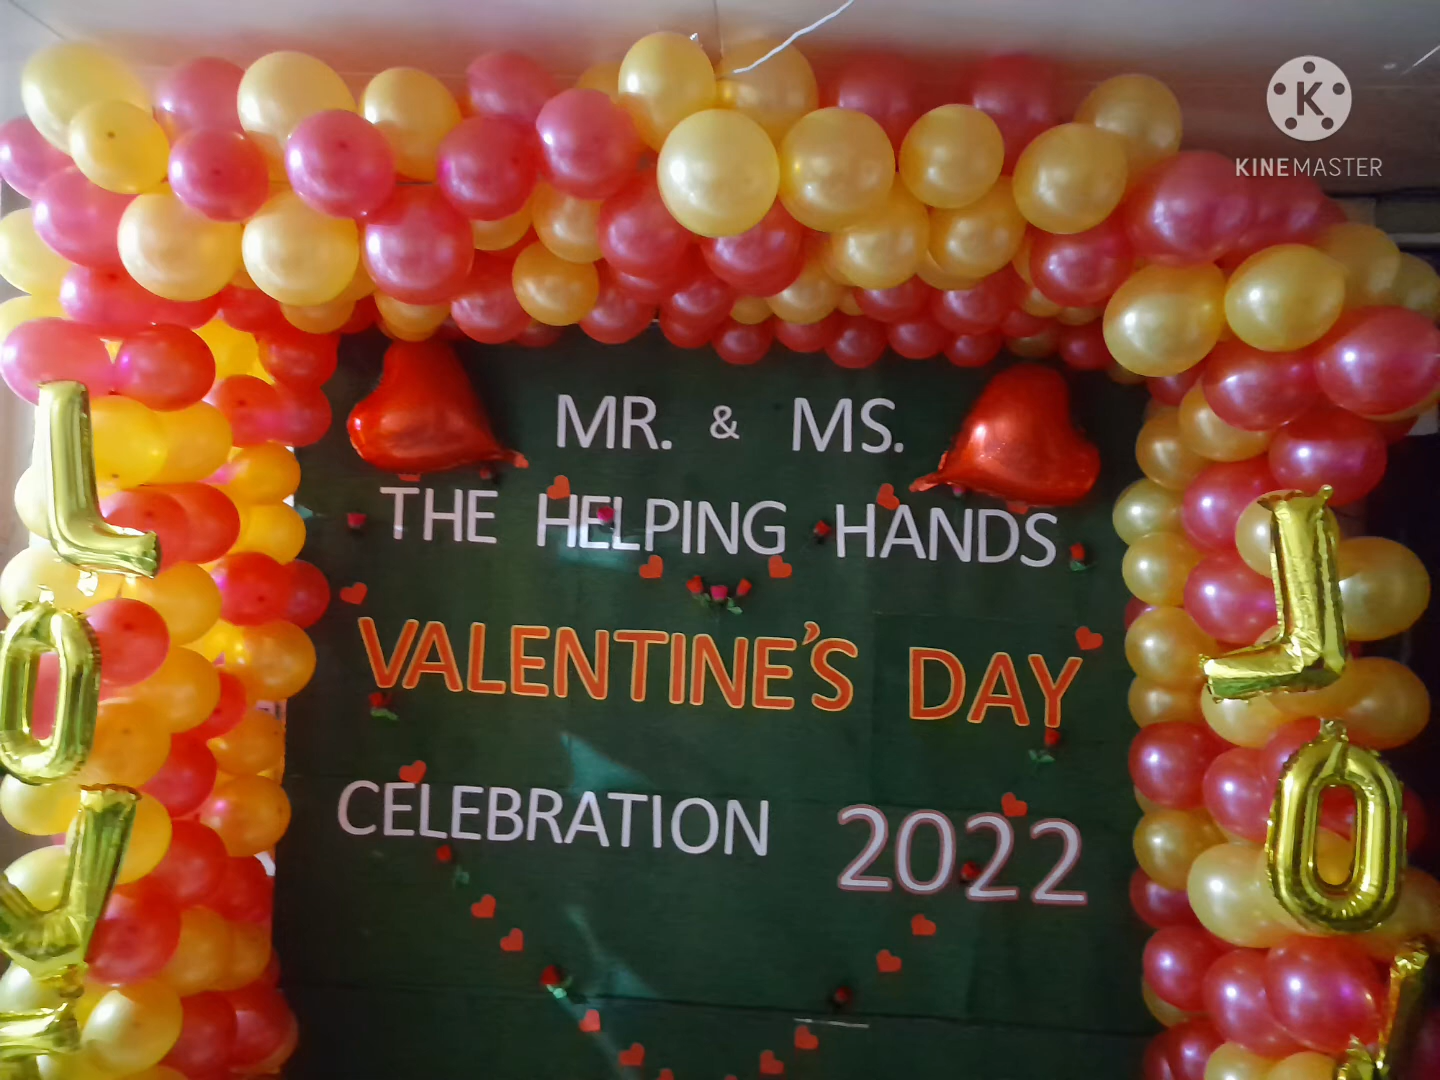 MR. & MS.
THE HELPING HANDS
VALENTINE'S DAY
CELEBRATION 2022
K
KINEMASTER
L
O
V
L
O